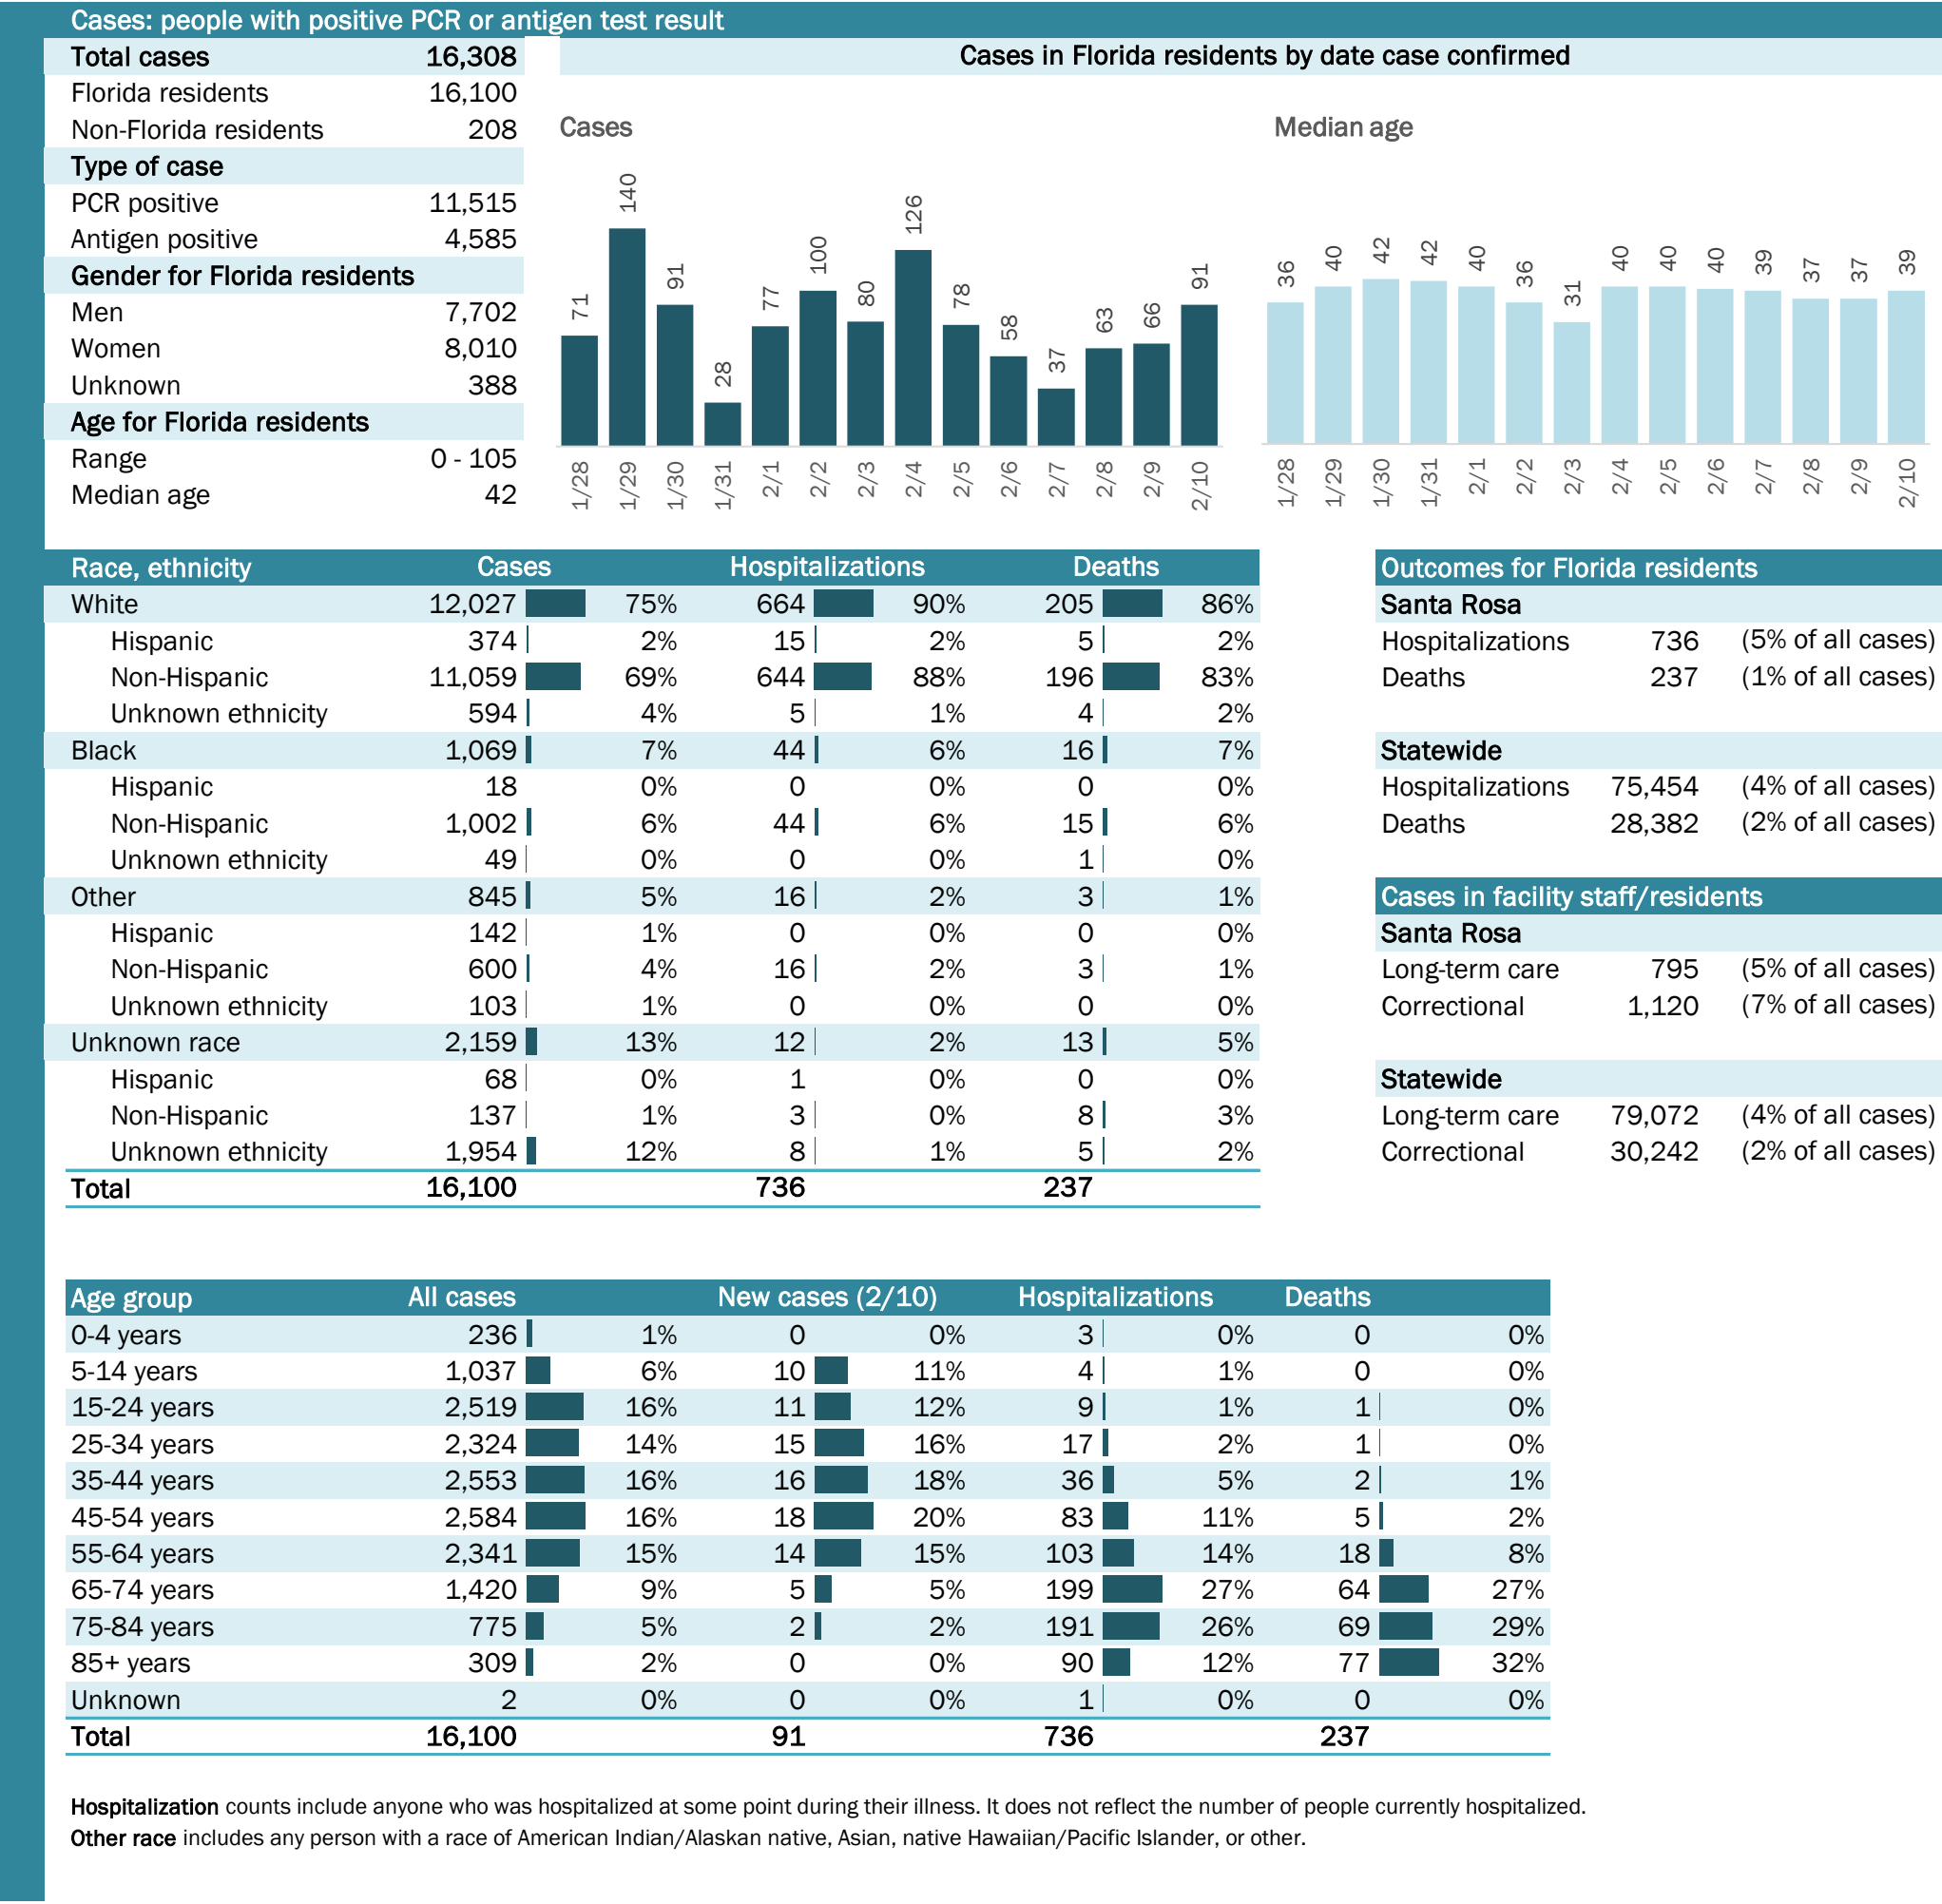 Cases: people with positive PCR or antigen test result
Total cases 16,308
Florida residents 16,100
Non-Florida residents 208
Type of case
PCR positive 11,515
Antigen positive 4,585
Gender for Florida residents
Men 7,702
Women 8,010
Unknown 388
Age for Florida residents
Range 0 - 105
Median age 42
Cases in Florida residents by date case confirmed
Cases
71 140 91 28 77 100 80 126 78 58 37 63 66 91
1/28 1/29 1/30 1/31 2/1 2/2 2/3 2/4 2/5 2/6 2/7 2/8 2/9 2/10
Median age
36 40 42 42 40 36 31 40 40 40 39 37 37 39
1/28 1/29 1/30 1/31 2/1 2/2 2/3 2/4 2/5 2/6 2/7 2/8 2/9 2/10
Race, ethnicity Cases Hospitalizations Deaths
White 12,027 75% 664 90% 205 86%
Hispanic 374 2% 15 2% 5 2%
Non-Hispanic 11,059 69% 644 88% 196 83%
Unknown ethnicity 594 4% 5 1% 4 2%
Black 1,069 7% 44 6% 16 7%
Hispanic 18 0% 0 0% 0 0%
Non-Hispanic 1,002 6% 44 6% 15 6%
Unknown ethnicity 49 0% 0 0% 1 0%
Other 845 5% 16 2% 3 1%
Hispanic 142 1% 0 0% 0 0%
Non-Hispanic 600 4% 16 2% 3 1%
Unknown ethnicity 103 1% 0 0% 0 0%
Unknown race 2,159 13% 12 2% 13 5%
Hispanic 68 0% 1 0% 0 0%
Non-Hispanic 137 1% 3 0% 8 3%
Unknown ethnicity 1,954 12% 8 1% 5 2%
Total 16,100 736 237
Outcomes for Florida residents
Santa Rosa
Hospitalizations 736 (5% of all cases)
Deaths 237 (1% of all cases)
Statewide
Hospitalizations 75,454 (4% of all cases)
Deaths 28,382 (2% of all cases)
Cases in facility staff/residents
Santa Rosa
Long-term care 795 (5% of all cases)
Correctional 1,120 (7% of all cases)
Statewide
Long-term care 79,072 (4% of all cases)
Correctional 30,242 (2% of all cases)
Age group All cases New cases (2/10) Hospitalizations Deaths
0-4 years 236 1% 0 0% 3 0% 0 0%
5-14 years 1,037 6% 10 11% 4 1% 0 0%
15-24 years 2,519 16% 11 12% 9 1% 1 0%
25-34 years 2,324 14% 15 16% 17 2% 1 0%
35-44 years 2,553 16% 16 18% 36 5% 2 1%
45-54 years 2,584 16% 18 20% 83 11% 5 2%
55-64 years 2,341 15% 14 15% 103 14% 18 8%
65-74 years 1,420 9% 5 5% 199 27% 64 27%
75-84 years 775 5% 2 2% 191 26% 69 29%
85+ years 309 2% 0 0% 90 12% 77 32%
Unknown 2 0% 0 0% 1 0% 0 0%
Total 16,100 91 736 237
Hospitalization counts include anyone who was hospitalized at some point during their illness. It does not reflect the number of people currently hospitalized.
Other race includes any person with a race of American Indian/Alaskan native, Asian, native Hawaiian/Pacific Islander, or other.